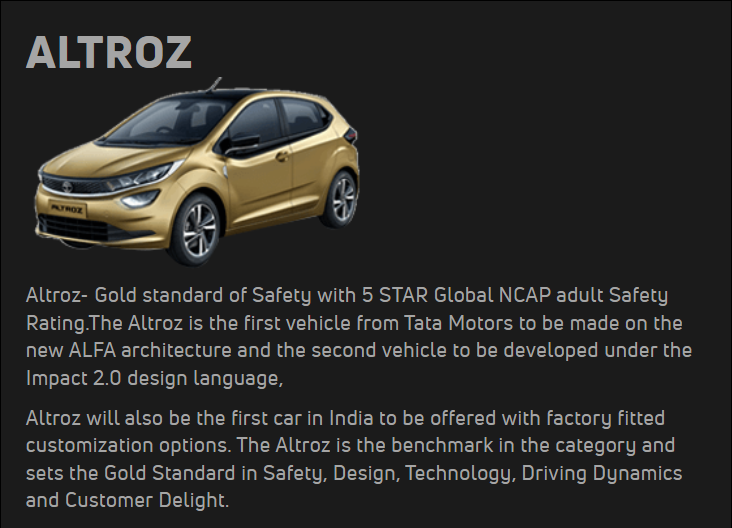 ALTROZ
ALTROZ
Altroz- Gold standard of Safety with 5 STAR Global NCAP adult Safety
Rating.The Altroz is the first vehicle from Tata Motors to be made on the
new ALFA architecture and the second vehicle to be developed under the
Impact 2.0 design language,
Altroz will also be the first car in India to be offered with factory fitted
customization options. The Altroz is the benchmark in the category and
sets the Gold Standard in Safety, Design, Technology, Driving Dynamics
and Customer Delight.